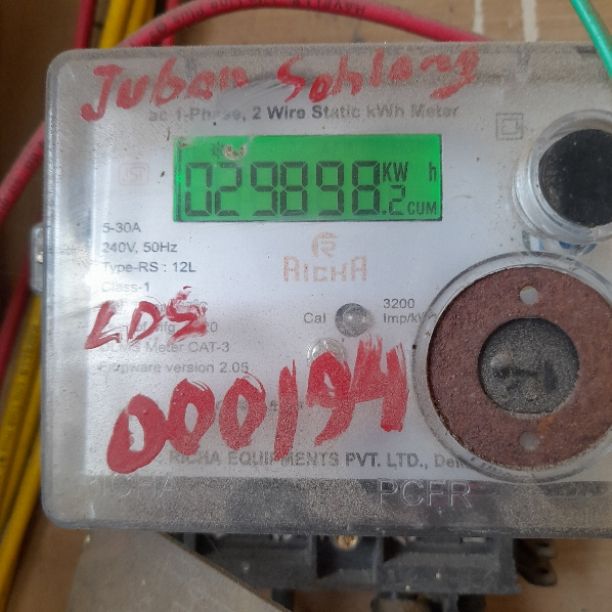 Juben Sohlang
ac 1-Phase, 2 Wire Static kWh Meter
KW h
029898.2 CUM
5-30A
240V, 50Hz
Type-RS : 12L
Class-1
RICHA
Cal
3200
Imp/k
LDS
Meter CAT-3
version 2.05
000194
RICHA EQUIPMENTS PVT. LTD.,
PCFR